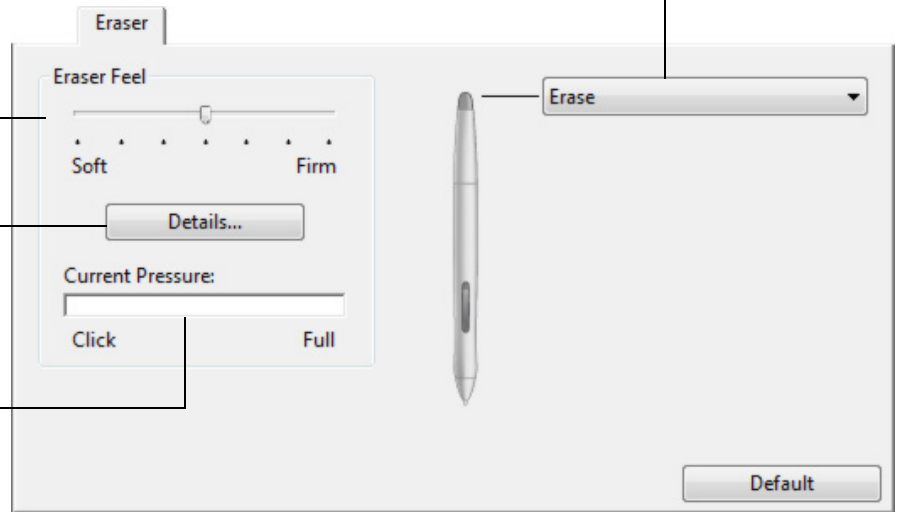 Eraser
Eraser Feel
Erase
Soft Firm
Details...
Current Pressure:
Click Full
Default